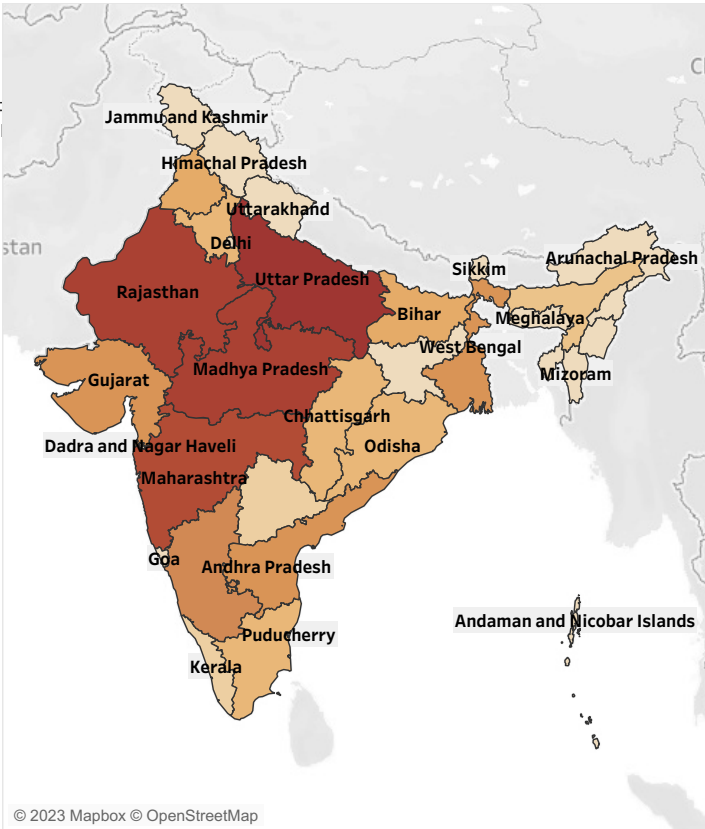 Cl
Jammu and Kashmir
Himachal Pradesh
Uttarakhand
stan
Delhi
Arunachal Pradesh
Sikkim
Uttar Pradesh
Rajasthan
Bihar
Meghalaya
West Bengal
Madhya Pradesh
Mizoram
Gujarat
Chhattisgarh
Dadra and Nagar Haveli
Odisha
Maharashtra
Goa
Andhra Pradesh
Andaman and Nicobar Islands
Puducherry
Kerala
© 2023 Mapbox © OpenStreetMap